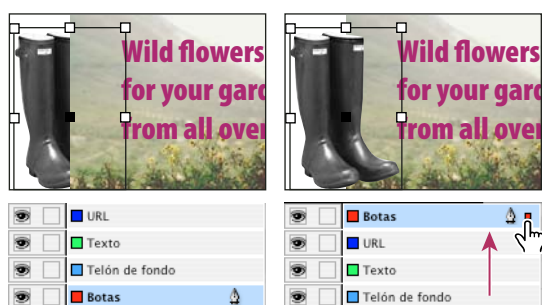 Wild flowers
for your gard
from all over
Wild flowers
for your gard
from all over
URL
Texto
Telón de fondo
Botas
Botas
URL
Texto
Telón de fondo